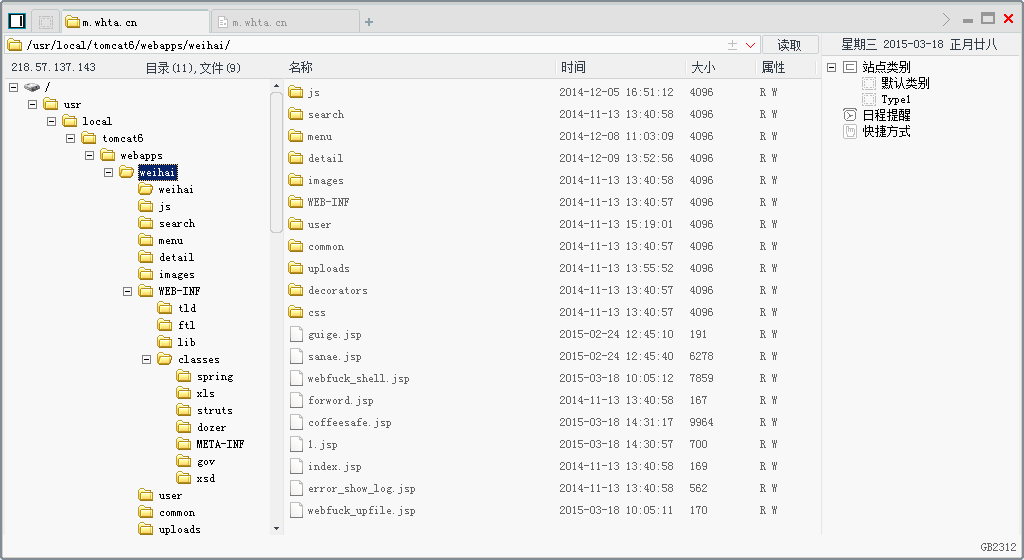 m.whta.cn m.whta.cn +
/usr/local/tomcat6/webapps/weihai/ 读取 星期三 2015-03-18 正月廿八
218.57.137.143 目录(11),文件(9) 名称 时间 大小 属性
/
usr
local
tomcat6
webapps
weihai
weihai
js
search
menu
detail
images
WEB-INF
tld
ftl
lib
classes
spring
xls
struts
dozer
META-INF
gov
xsd
user
common
uploads
js 2014-12-05 16:51:12 4096 R W
search 2014-11-13 13:40:58 4096 R W
menu 2014-12-08 11:03:09 4096 R W
detail 2014-12-09 13:52:56 4096 R W
images 2014-11-13 13:40:58 4096 R W
WEB-INF 2014-11-13 13:40:57 4096 R W
user 2014-11-13 15:19:01 4096 R W
common 2014-11-13 13:40:57 4096 R W
uploads 2014-11-13 13:55:52 4096 R W
decorators 2014-11-13 13:40:57 4096 R W
css 2014-11-13 13:40:57 4096 R W
guige.jsp 2015-02-24 12:45:10 191 R W
sanae.jsp 2015-02-24 12:45:40 6278 R W
webfuck_shell.jsp 2015-03-18 10:05:12 7859 R W
forword.jsp 2014-11-13 13:40:58 167 R W
coffeesafe.jsp 2015-03-18 14:31:17 9964 R W
1.jsp 2015-03-18 14:30:57 700 R W
index.jsp 2014-11-13 13:40:58 169 R W
error_show_log.jsp 2014-11-13 13:40:58 562 R W
webfuck_upfile.jsp 2015-03-18 10:05:11 170 R W
站点类别
默认类别
Type1
日程提醒
快捷方式
GB2312